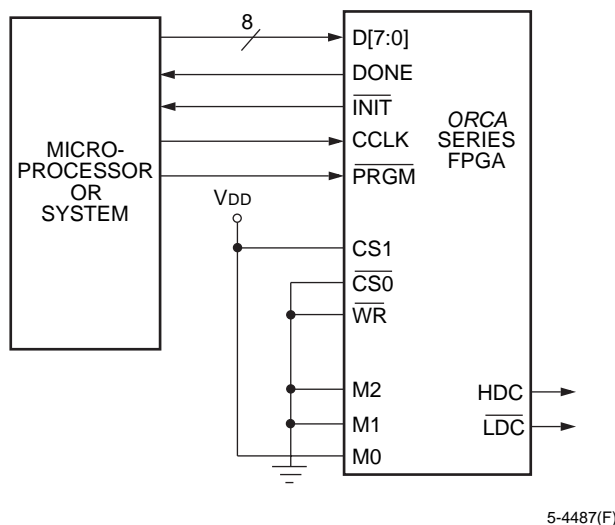 8
D[7:0]
DONE
INIT
CCLK
PRGM
MICRO-
PROCESSOR
OR
SYSTEM
ORCA
SERIES
FPGA
VDD
CS1
CS0
WR
M2
M1
M0
HDC
LDC
5-4487(F)